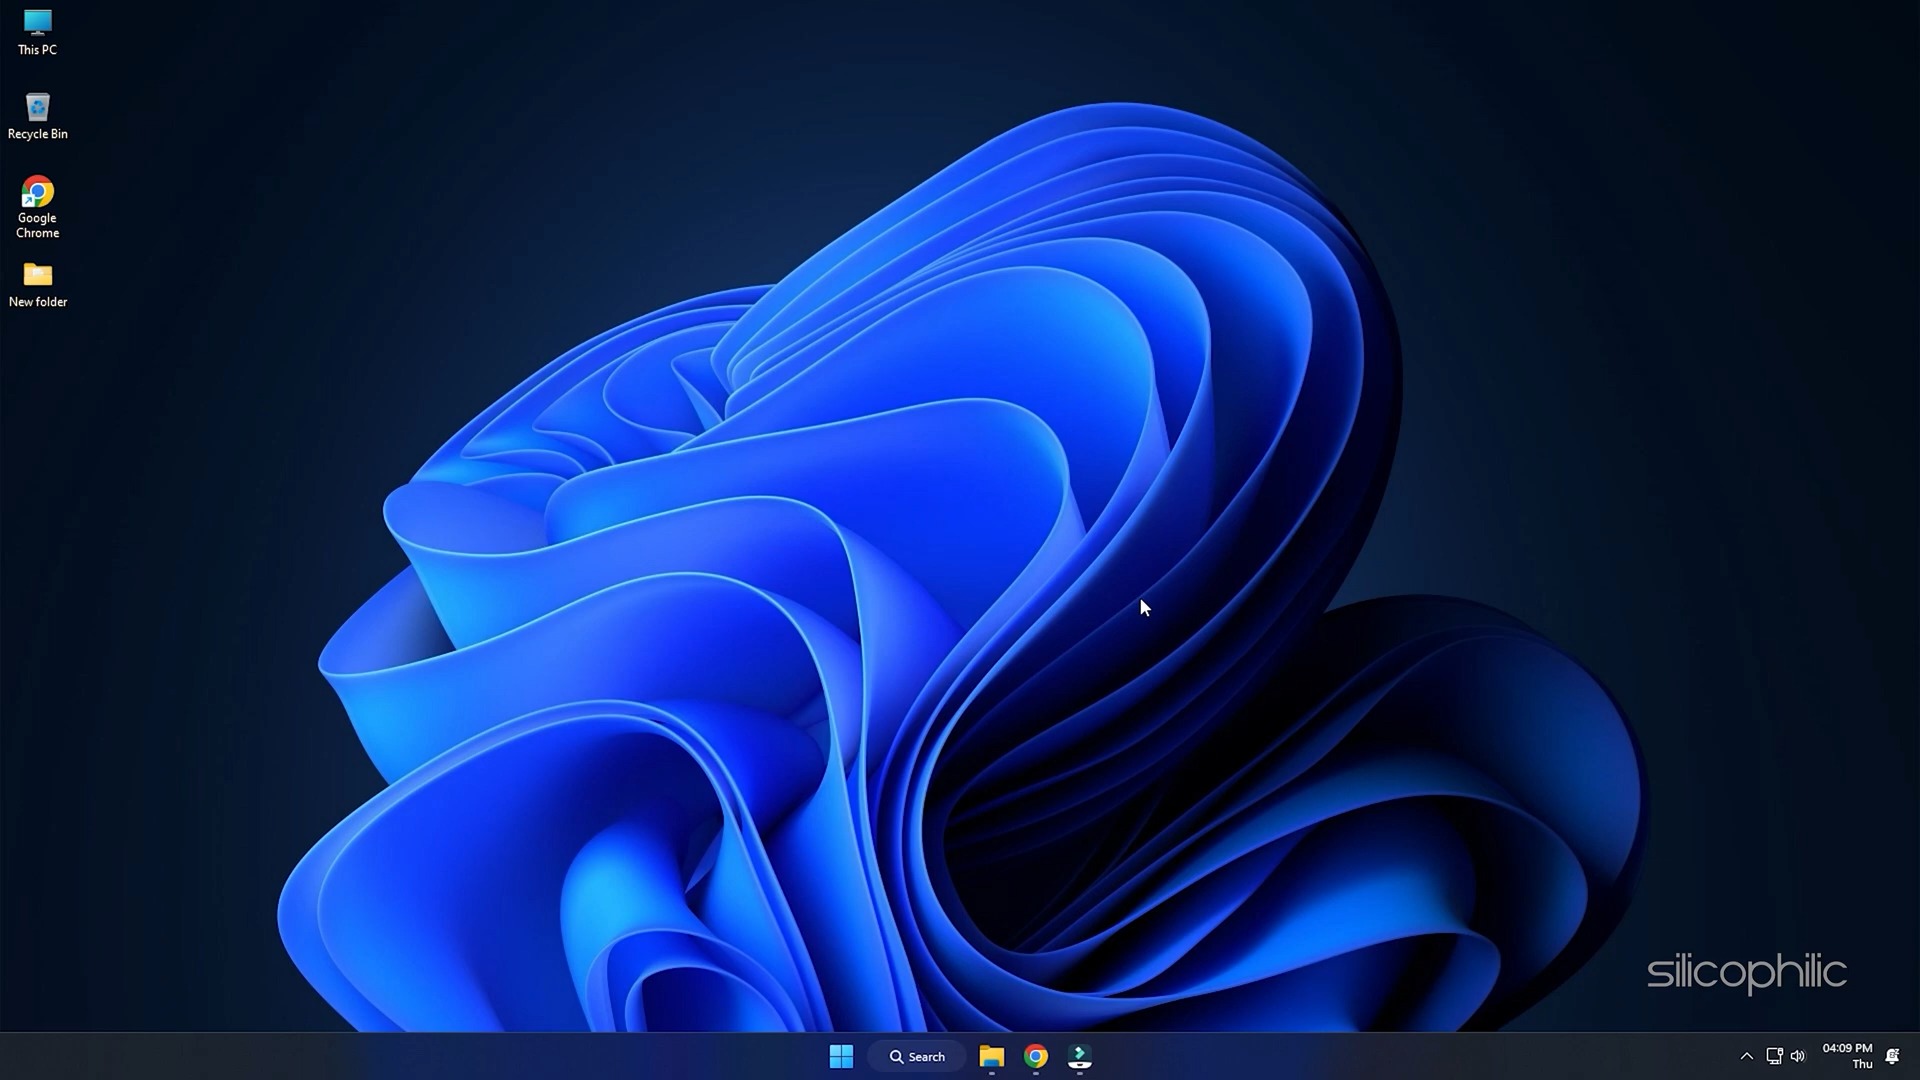 This PC
Recycle Bin
Google
Chrome
New folder
silicophilic
Search
04:09 PM
Thu